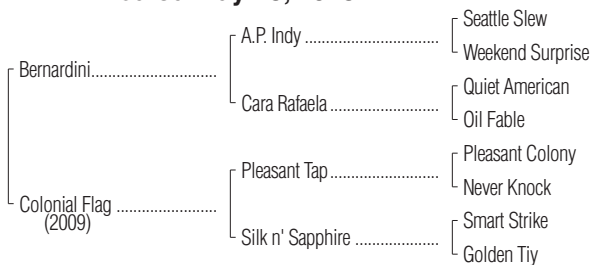 Seattle Slew
A.P. Indy
Weekend Surprise
Bernardini
Quiet American
Cara Rafaela
Oil Fable
Pleasant Colony
Pleasant Tap
Never Knock
Colonial Flag
(2009)
Smart Strike
Silk n' Sapphire
Golden Tiy